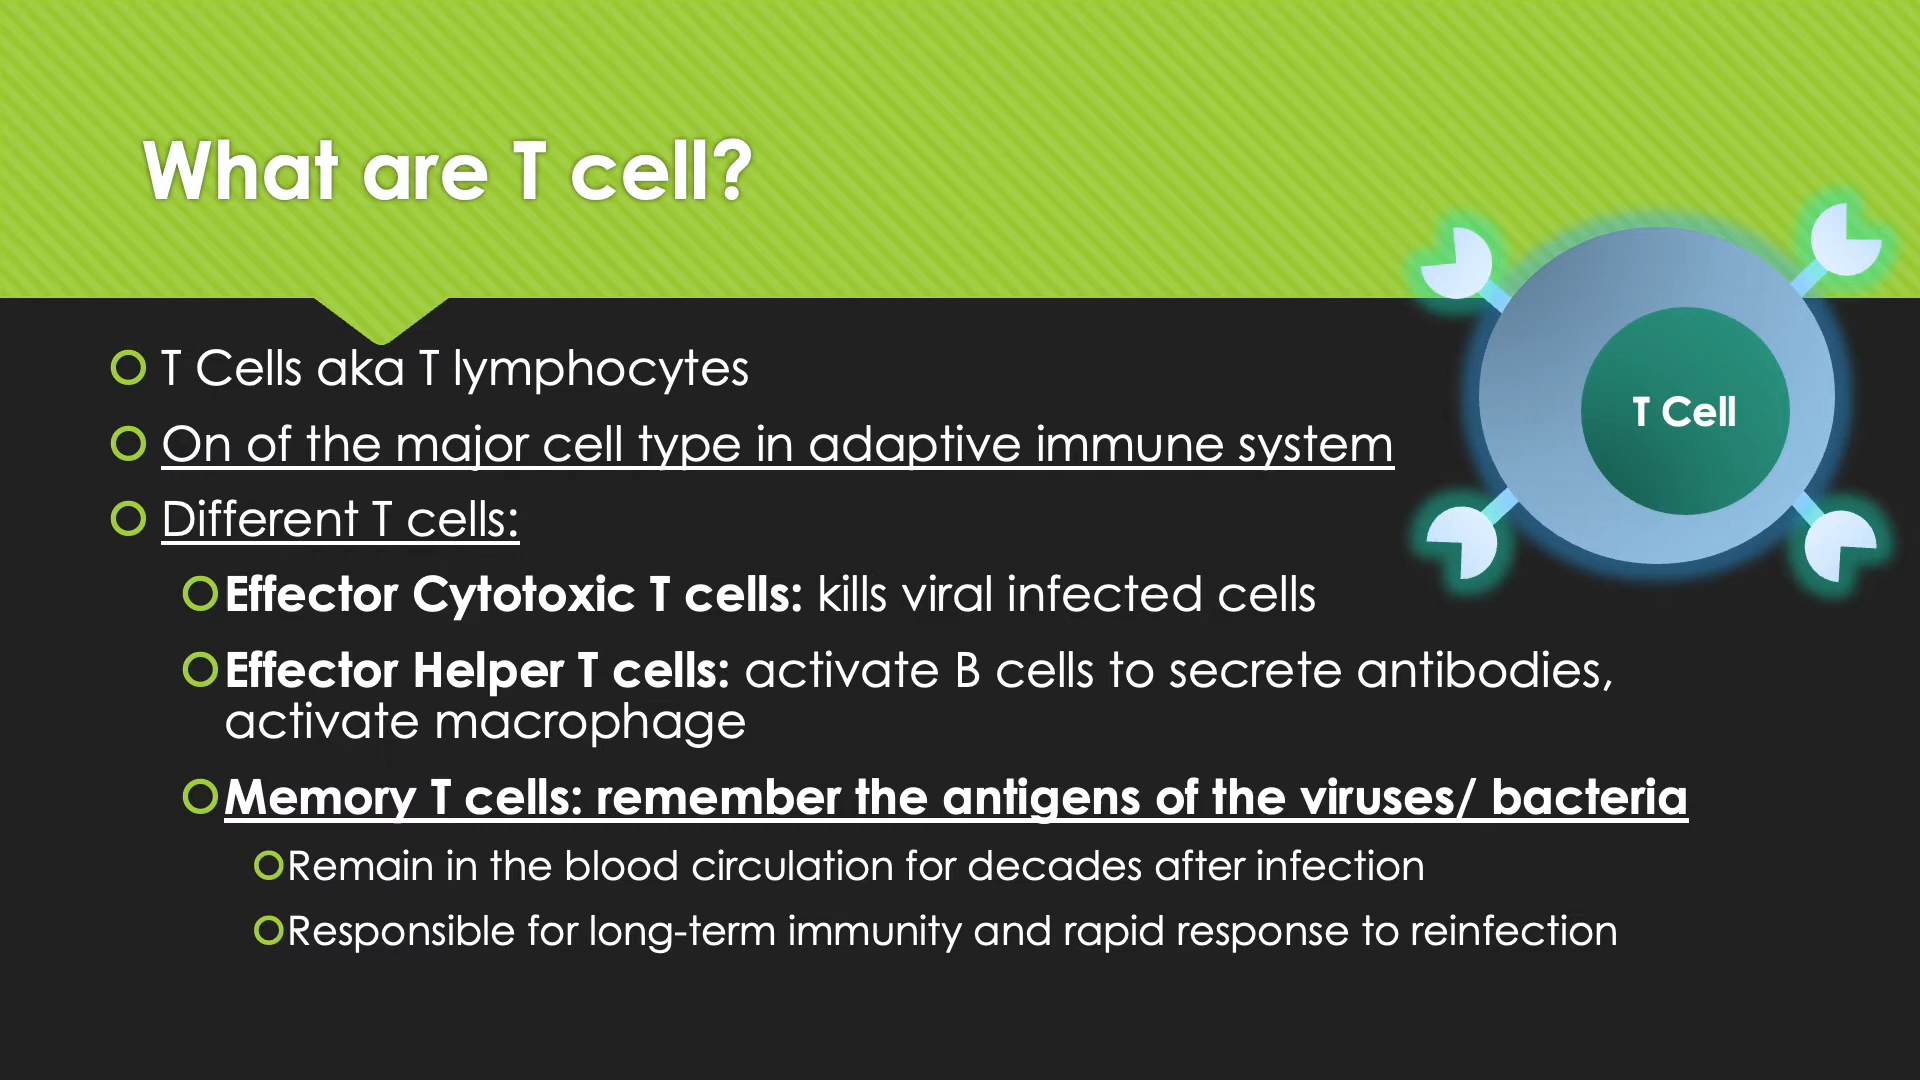 What are T cell?
T Cell
T Cells aka T lymphocytes
On of the major cell type in adaptive immune system
Different T cells:
Effector Cytotoxic T cells: kills viral infected cells
Effector Helper T cells: activate B cells to secrete antibodies,
activate macrophage
Memory T cells: remember the antigens of the viruses/ bacteria
Remain in the blood circulation for decades after infection
Responsible for long-term immunity and rapid response to reinfection